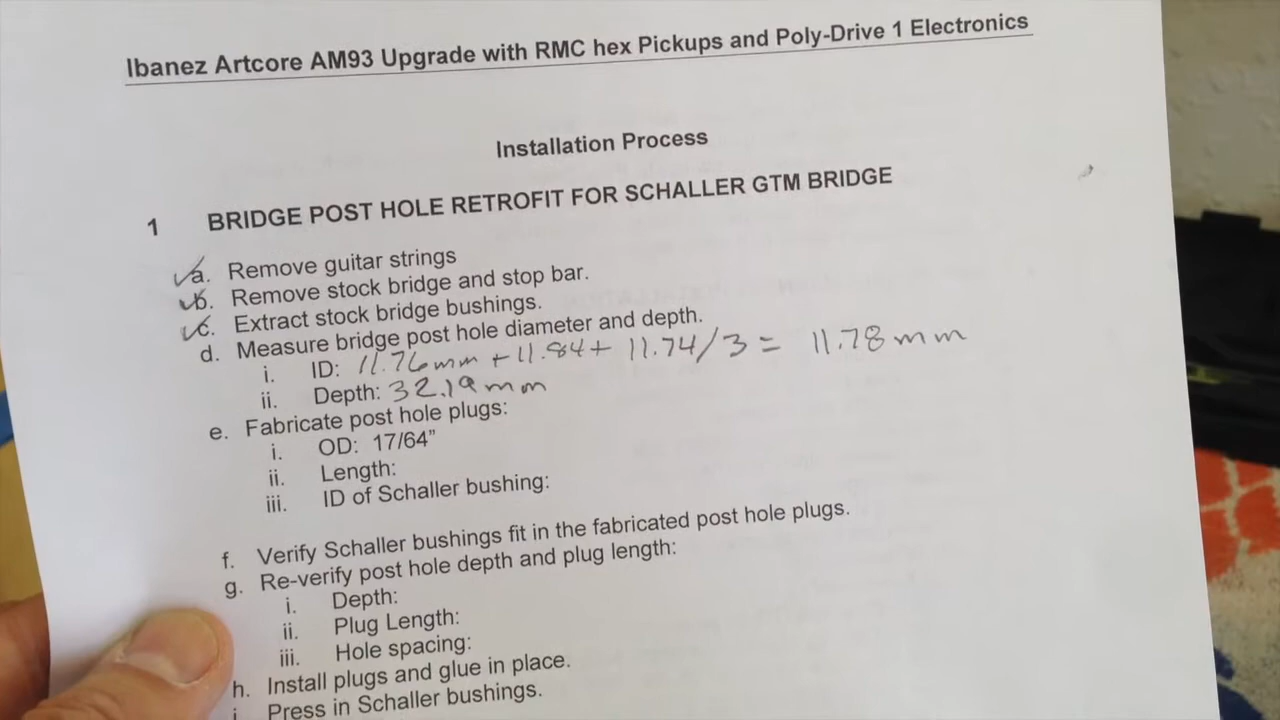 Ibanez Artcore AM93 Upgrade with RMC hex Pickups and Poly-Drive 1 Electronics
Installation Process
1 BRIDGE POST HOLE RETROFIT FOR SCHALLER GTM BRIDGE
✓a. Remove guitar strings
✓b. Remove stock bridge and stop bar.
✓c. Extract stock bridge bushings.
d. Measure bridge post hole diameter and depth.
i. ID: 11.76mm + 11.84 + 11.74/3 = 11.78mm
ii. Depth: 32.19mm
e. Fabricate post hole plugs:
i. OD: 17/64”
ii. Length:
iii. ID of Schaller bushing:
f. Verify Schaller bushings fit in the fabricated post hole plugs.
g. Re-verify post hole depth and plug length:
i. Depth:
ii. Plug Length:
iii. Hole spacing:
h. Install plugs and glue in place.
i. Press in Schaller bushings.